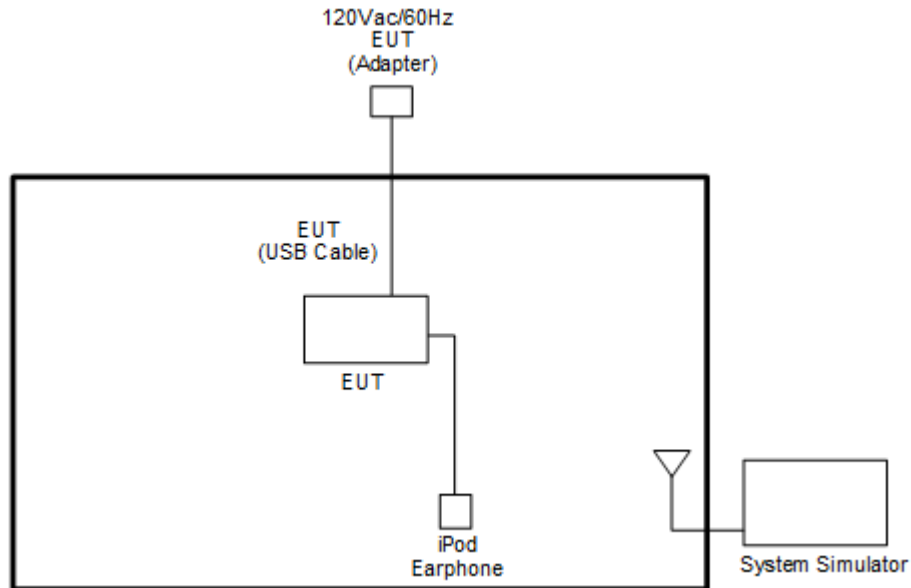 120Vac/60Hz
EUT
(Adapter)
EUT
(USB Cable)
EUT
iPod
Earphone
System Simulator